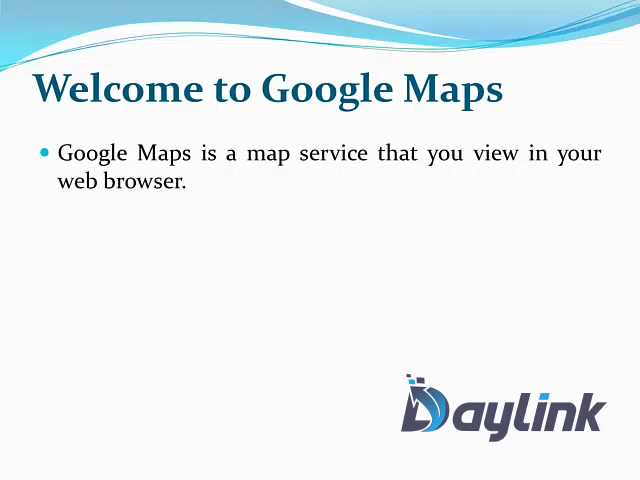 Welcome to Google Maps
Google Maps is a map service that you view in your
web browser.
Daylink